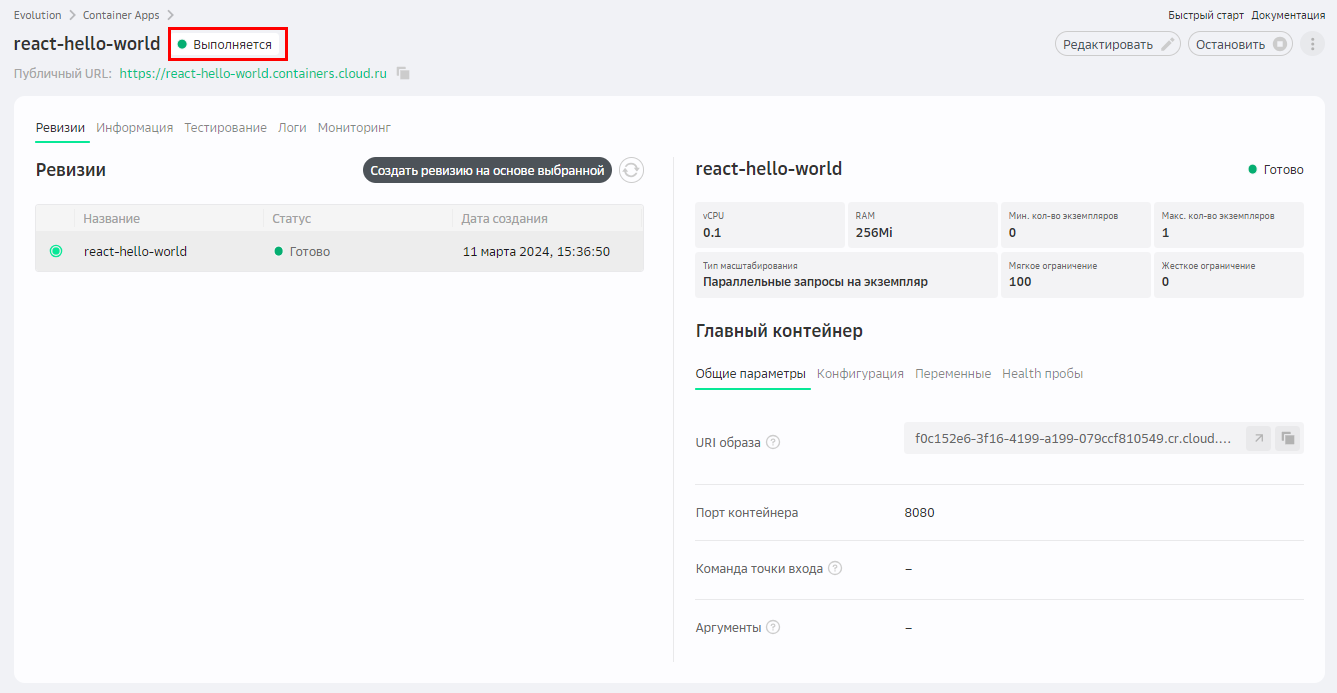 Evolution Container Apps
Быстрый старт Документация
react-hello-world Выполняется
Редактировать Остановить
Публичный URL: https://react-hello-world.containers.cloud.ru
Ревизии Информация Тестирование Логи Мониторинг
Ревизии
Создать ревизию на основе выбранной
Название Статус Дата создания
react-hello-world Готово 11 марта 2024, 15:36:50
react-hello-world Готово
vCPU RAM Мин. кол-во экземпляров Макс. кол-во экземпляров
0.1 256Mi 0 1
Тип масштабирования Мягкое ограничение Жесткое ограничение
Параллельные запросы на экземпляр 100 0
Главный контейнер
Общие параметры Конфигурация Переменные Health пробы
URI образа ? f0c152e6-3f16-4199-a199-079ccf810549.cr.cloud....
Порт контейнера 8080
Команда точки входа ? –
Аргументы ? –